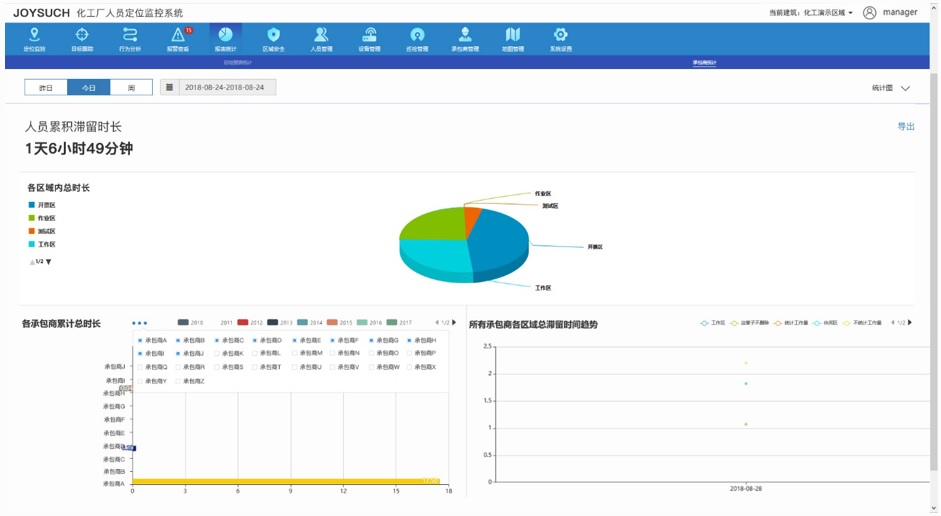 JOYSUCH 化工厂人员定位监控系统
当前建筑：化工演示区域
manager
定位监控
目标跟踪
行为分析
报警查验
15
报表统计
区域安全
人员管理
设备管理
巡检管理
承包商管理
地图管理
系统设置
承包商统计
昨日
今日
周
2018-08-24-2018-08-24
统计图
人员累积滞留时长
导出
1天6小时49分钟
各区域内总时长
开票区
作业区
测试区
工作区
1/2
作业区
测试区
开票区
工作区
各承包商累计总时长
2010 2011 2012 2013 2014 2015 2016 2017 1/2
承包商A 承包商B 承包商C 承包商D 承包商E 承包商F 承包商G 承包商H
承包商I 承包商J 承包商K 承包商L 承包商M 承包商N 承包商O 承包商P
承包商Q 承包商R 承包商S 承包商T 承包商U 承包商V 承包商W 承包商X
承包商Y 承包商Z
承包商J
承包商I
承包商H
承包商G
承包商F
承包商E
承包商D
承包商C
承包商B
承包商A
0 3 6 9 12 15 18
所有承包商各区域总滞留时间趋势
工作区
统计工作量
休闲区
不统计工作量
1/2
2.5
2
1.5
1
0.5
0
2018-08-28